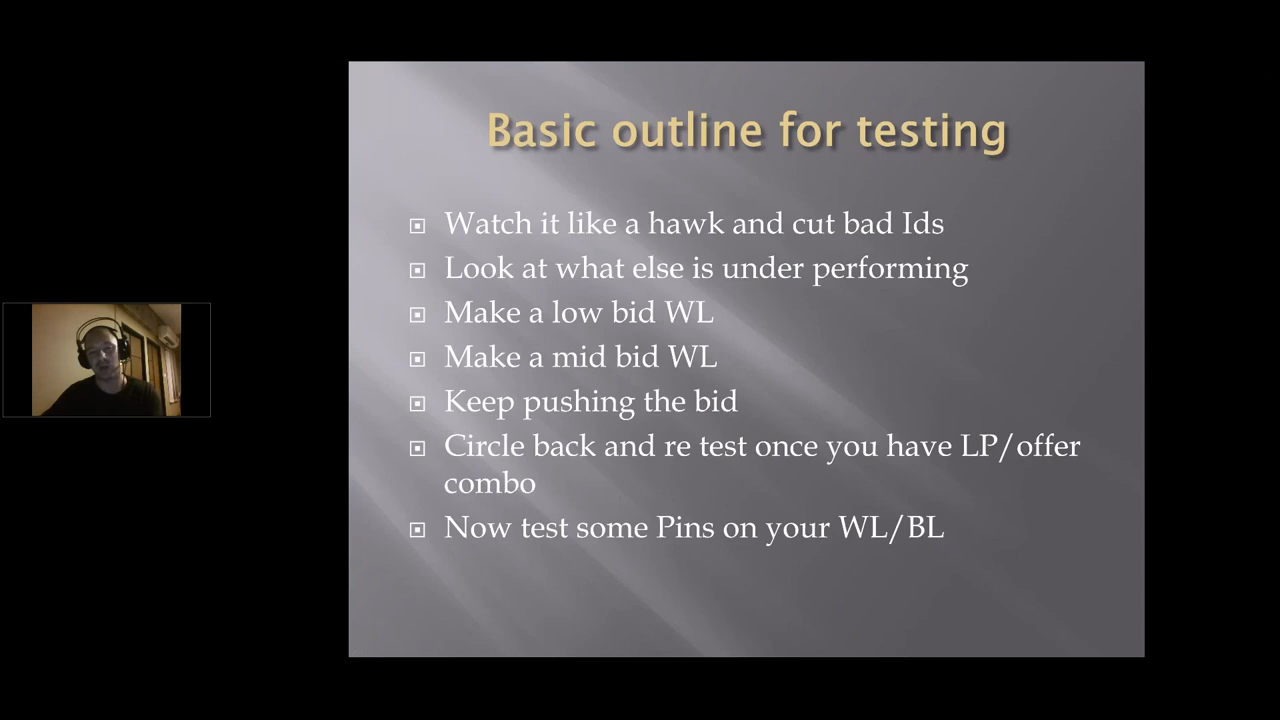 Basic outline for testing
Watch it like a hawk and cut bad Ids
Look at what else is under performing
Make a low bid WL
Make a mid bid WL
Keep pushing the bid
Circle back and re test once you have LP/offer
combo
Now test some Pins on your WL/BL